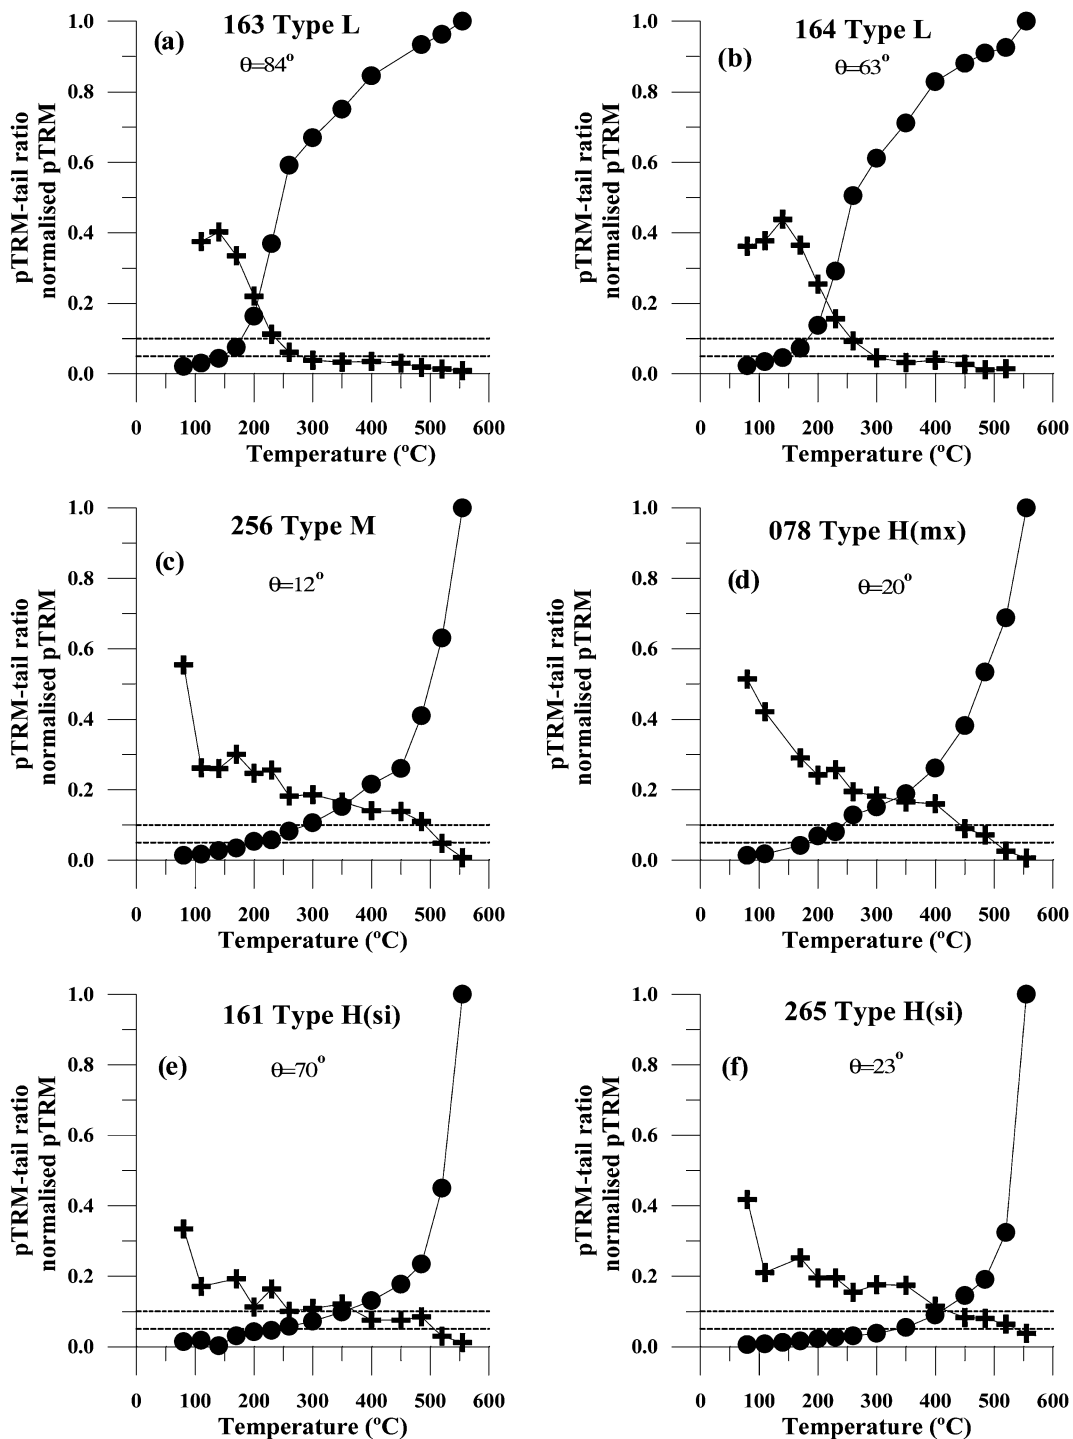 (a)
163 Type L
θ=84°
pTRM-tail ratio
normalised pTRM
1.0
0.8
0.6
0.4
0.2
0.0
0 100 200 300 400 500 600
Temperature (ºC)
(b)
164 Type L
θ=63°
pTRM-tail ratio
normalised pTRM
1.0
0.8
0.6
0.4
0.2
0.0
0 100 200 300 400 500 600
Temperature (ºC)
(c)
256 Type M
θ=12°
pTRM-tail ratio
normalised pTRM
1.0
0.8
0.6
0.4
0.2
0.0
0 100 200 300 400 500 600
Temperature (ºC)
(d)
078 Type H(mx)
θ=20°
pTRM-tail ratio
normalised pTRM
1.0
0.8
0.6
0.4
0.2
0.0
0 100 200 300 400 500 600
Temperature (ºC)
(e)
161 Type H(si)
θ=70°
pTRM-tail ratio
normalised pTRM
1.0
0.8
0.6
0.4
0.2
0.0
0 100 200 300 400 500 600
Temperature (ºC)
(f)
265 Type H(si)
θ=23°
pTRM-tail ratio
normalised pTRM
1.0
0.8
0.6
0.4
0.2
0.0
0 100 200 300 400 500 600
Temperature (ºC)